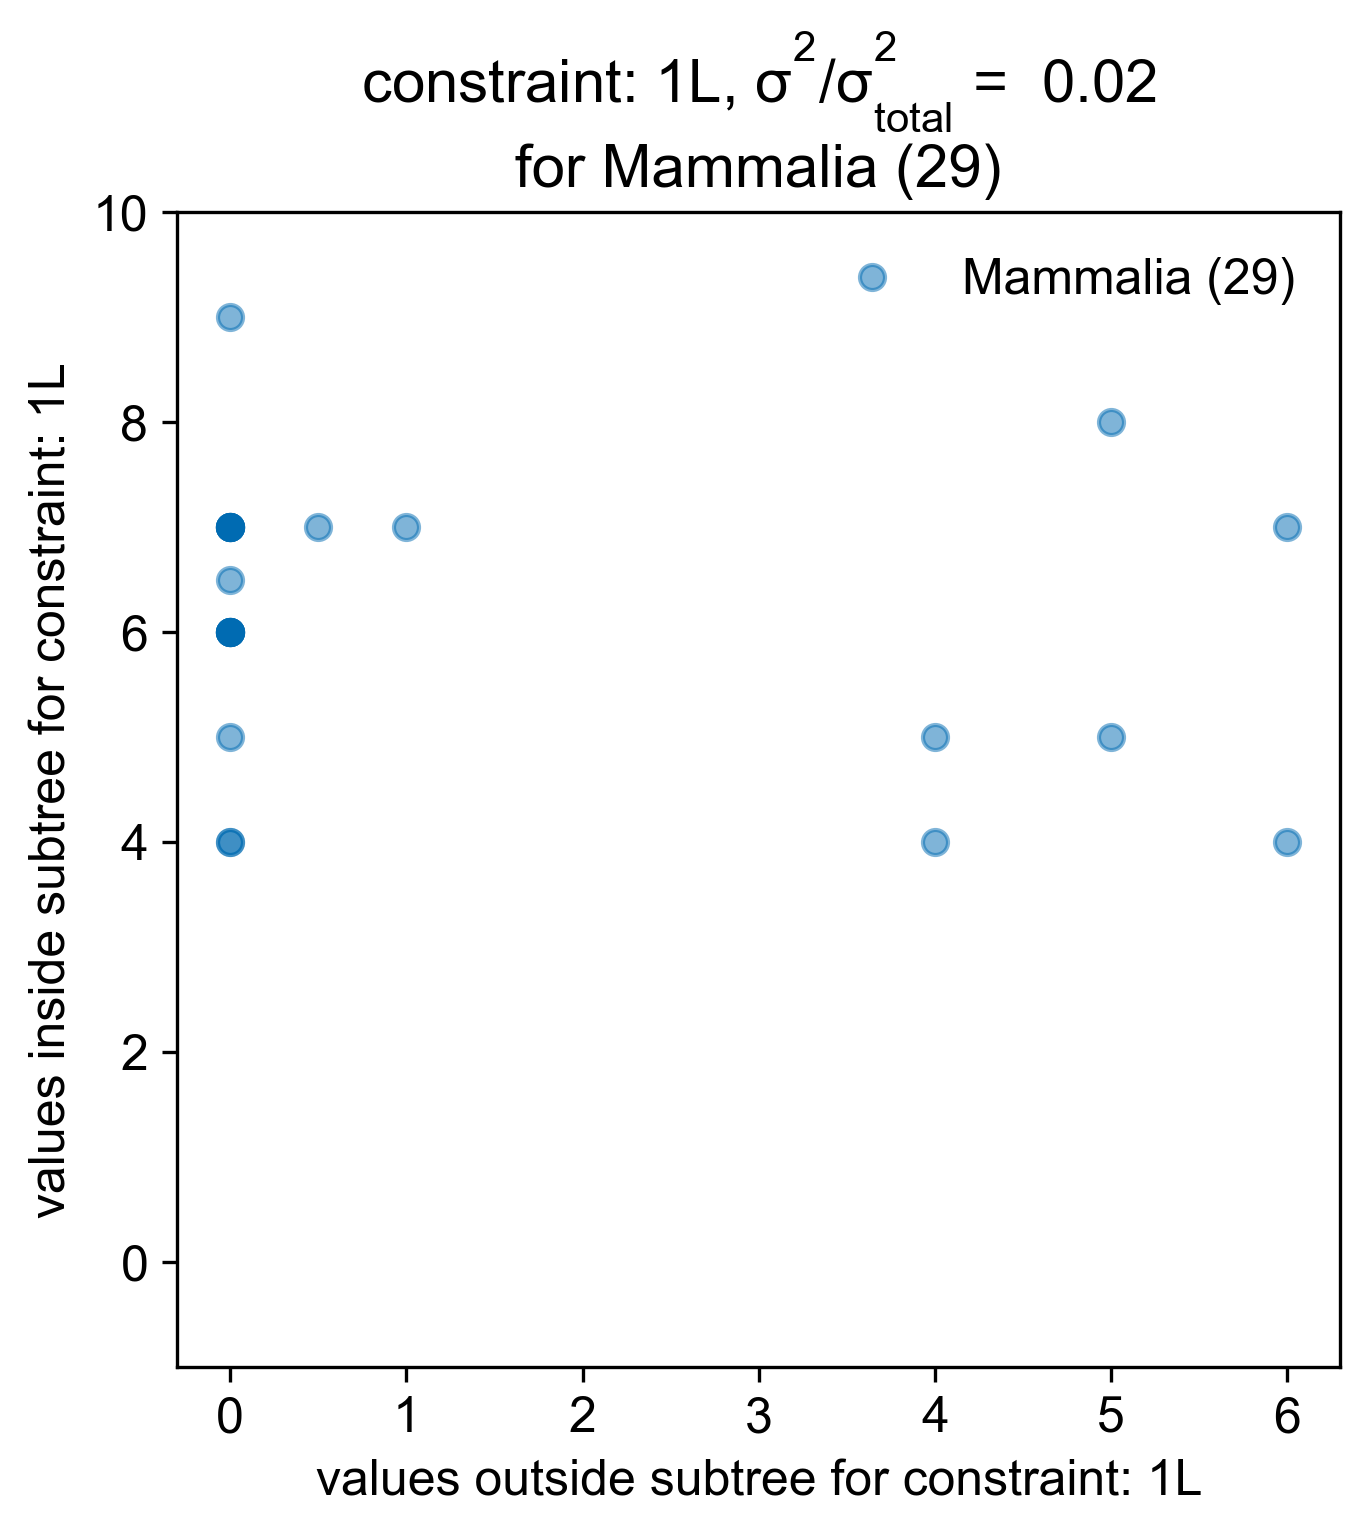 constraint: 1L, σ²/σ²total = 0.02
for Mammalia (29)
Mammalia (29)
values inside subtree for constraint: 1L
10
8
6
4
2
0
0 1 2 3 4 5 6
values outside subtree for constraint: 1L